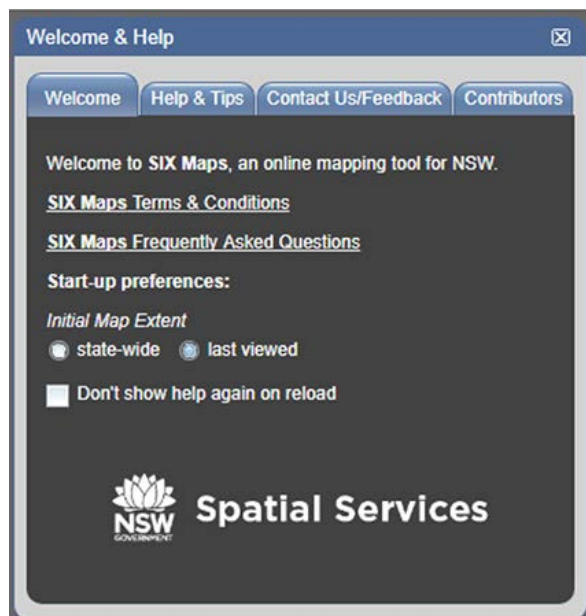 Welcome & Help
Welcome Help & Tips Contact Us/Feedback Contributors
Welcome to SIX Maps, an online mapping tool for NSW.
SIX Maps Terms & Conditions
SIX Maps Frequently Asked Questions
Start-up preferences:
Initial Map Extent
state-wide last viewed
Don't show help again on reload
NSW
GOVERNMENT
Spatial Services